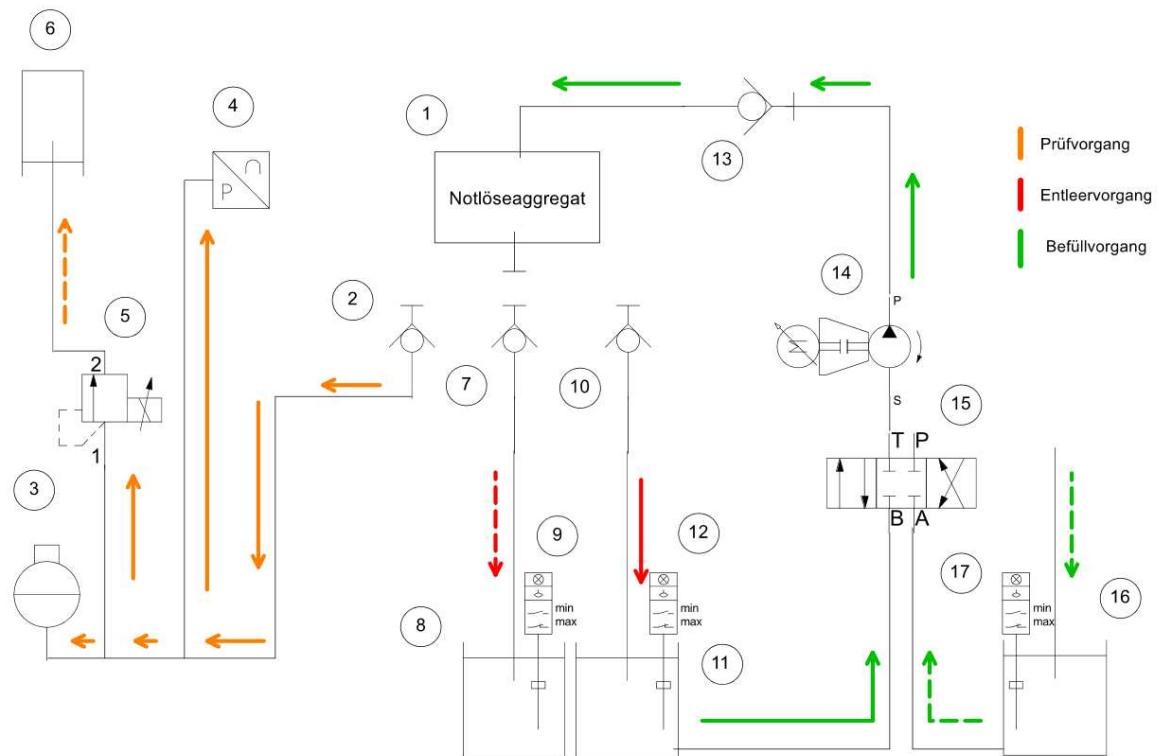 6
4
1
13
Notlöseaggregat
Prüfvorgang
Entleervorgang
Befüllvorgang
P
2
14
5
2
P
M
7
10
S
15
1
T P
3
B A
9
12
17
16
8
min
max
min
max
min
max
11